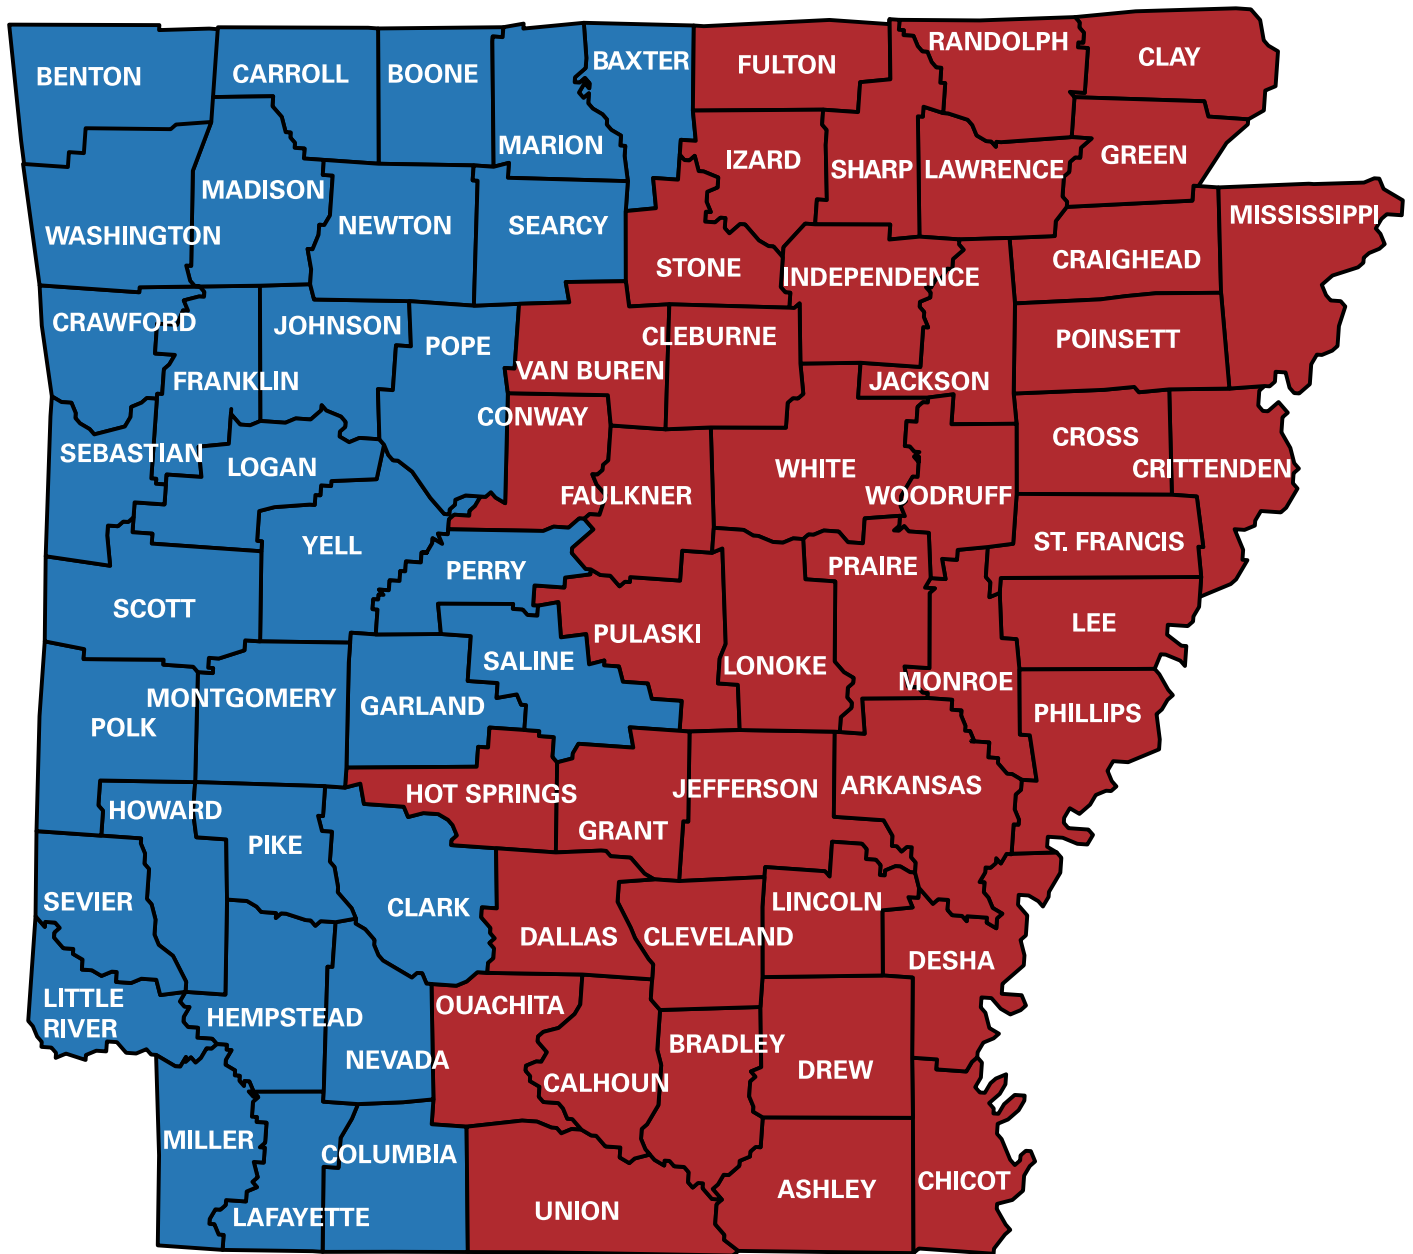 BENTON
CARROLL
BOONE
MARION
BAXTER
FULTON
RANDOLPH
CLAY
IZARD
SHARP
LAWRENCE
GREEN
WASHINGTON
MADISON
NEWTON
SEARCY
STONE
INDEPENDENCE
CRAIGHEAD
MISSISSIPPI
CRAWFORD
FRANKLIN
JOHNSON
POPE
VAN BUREN
CLEBURNE
JACKSON
POINSETT
SEBASTIAN
LOGAN
CONWAY
FAULKNER
WHITE
WOODRUFF
CROSS
CRITTENDEN
YELL
PERRY
PRAIRE
ST. FRANCIS
SCOTT
SALINE
PULASKI
LONOKE
MONROE
LEE
POLK
MONTGOMERY
GARLAND
PHILLIPS
HOWARD
PIKE
HOT SPRINGS
GRANT
JEFFERSON
ARKANSAS
SEVIER
CLARK
DALLAS
CLEVELAND
LINCOLN
DESHA
LITTLE
RIVER
HEMPSTEAD
NEVADA
OUACHITA
CALHOUN
BRADLEY
DREW
MILLER
LAFAYETTE
COLUMBIA
UNION
ASHLEY
CHICOT